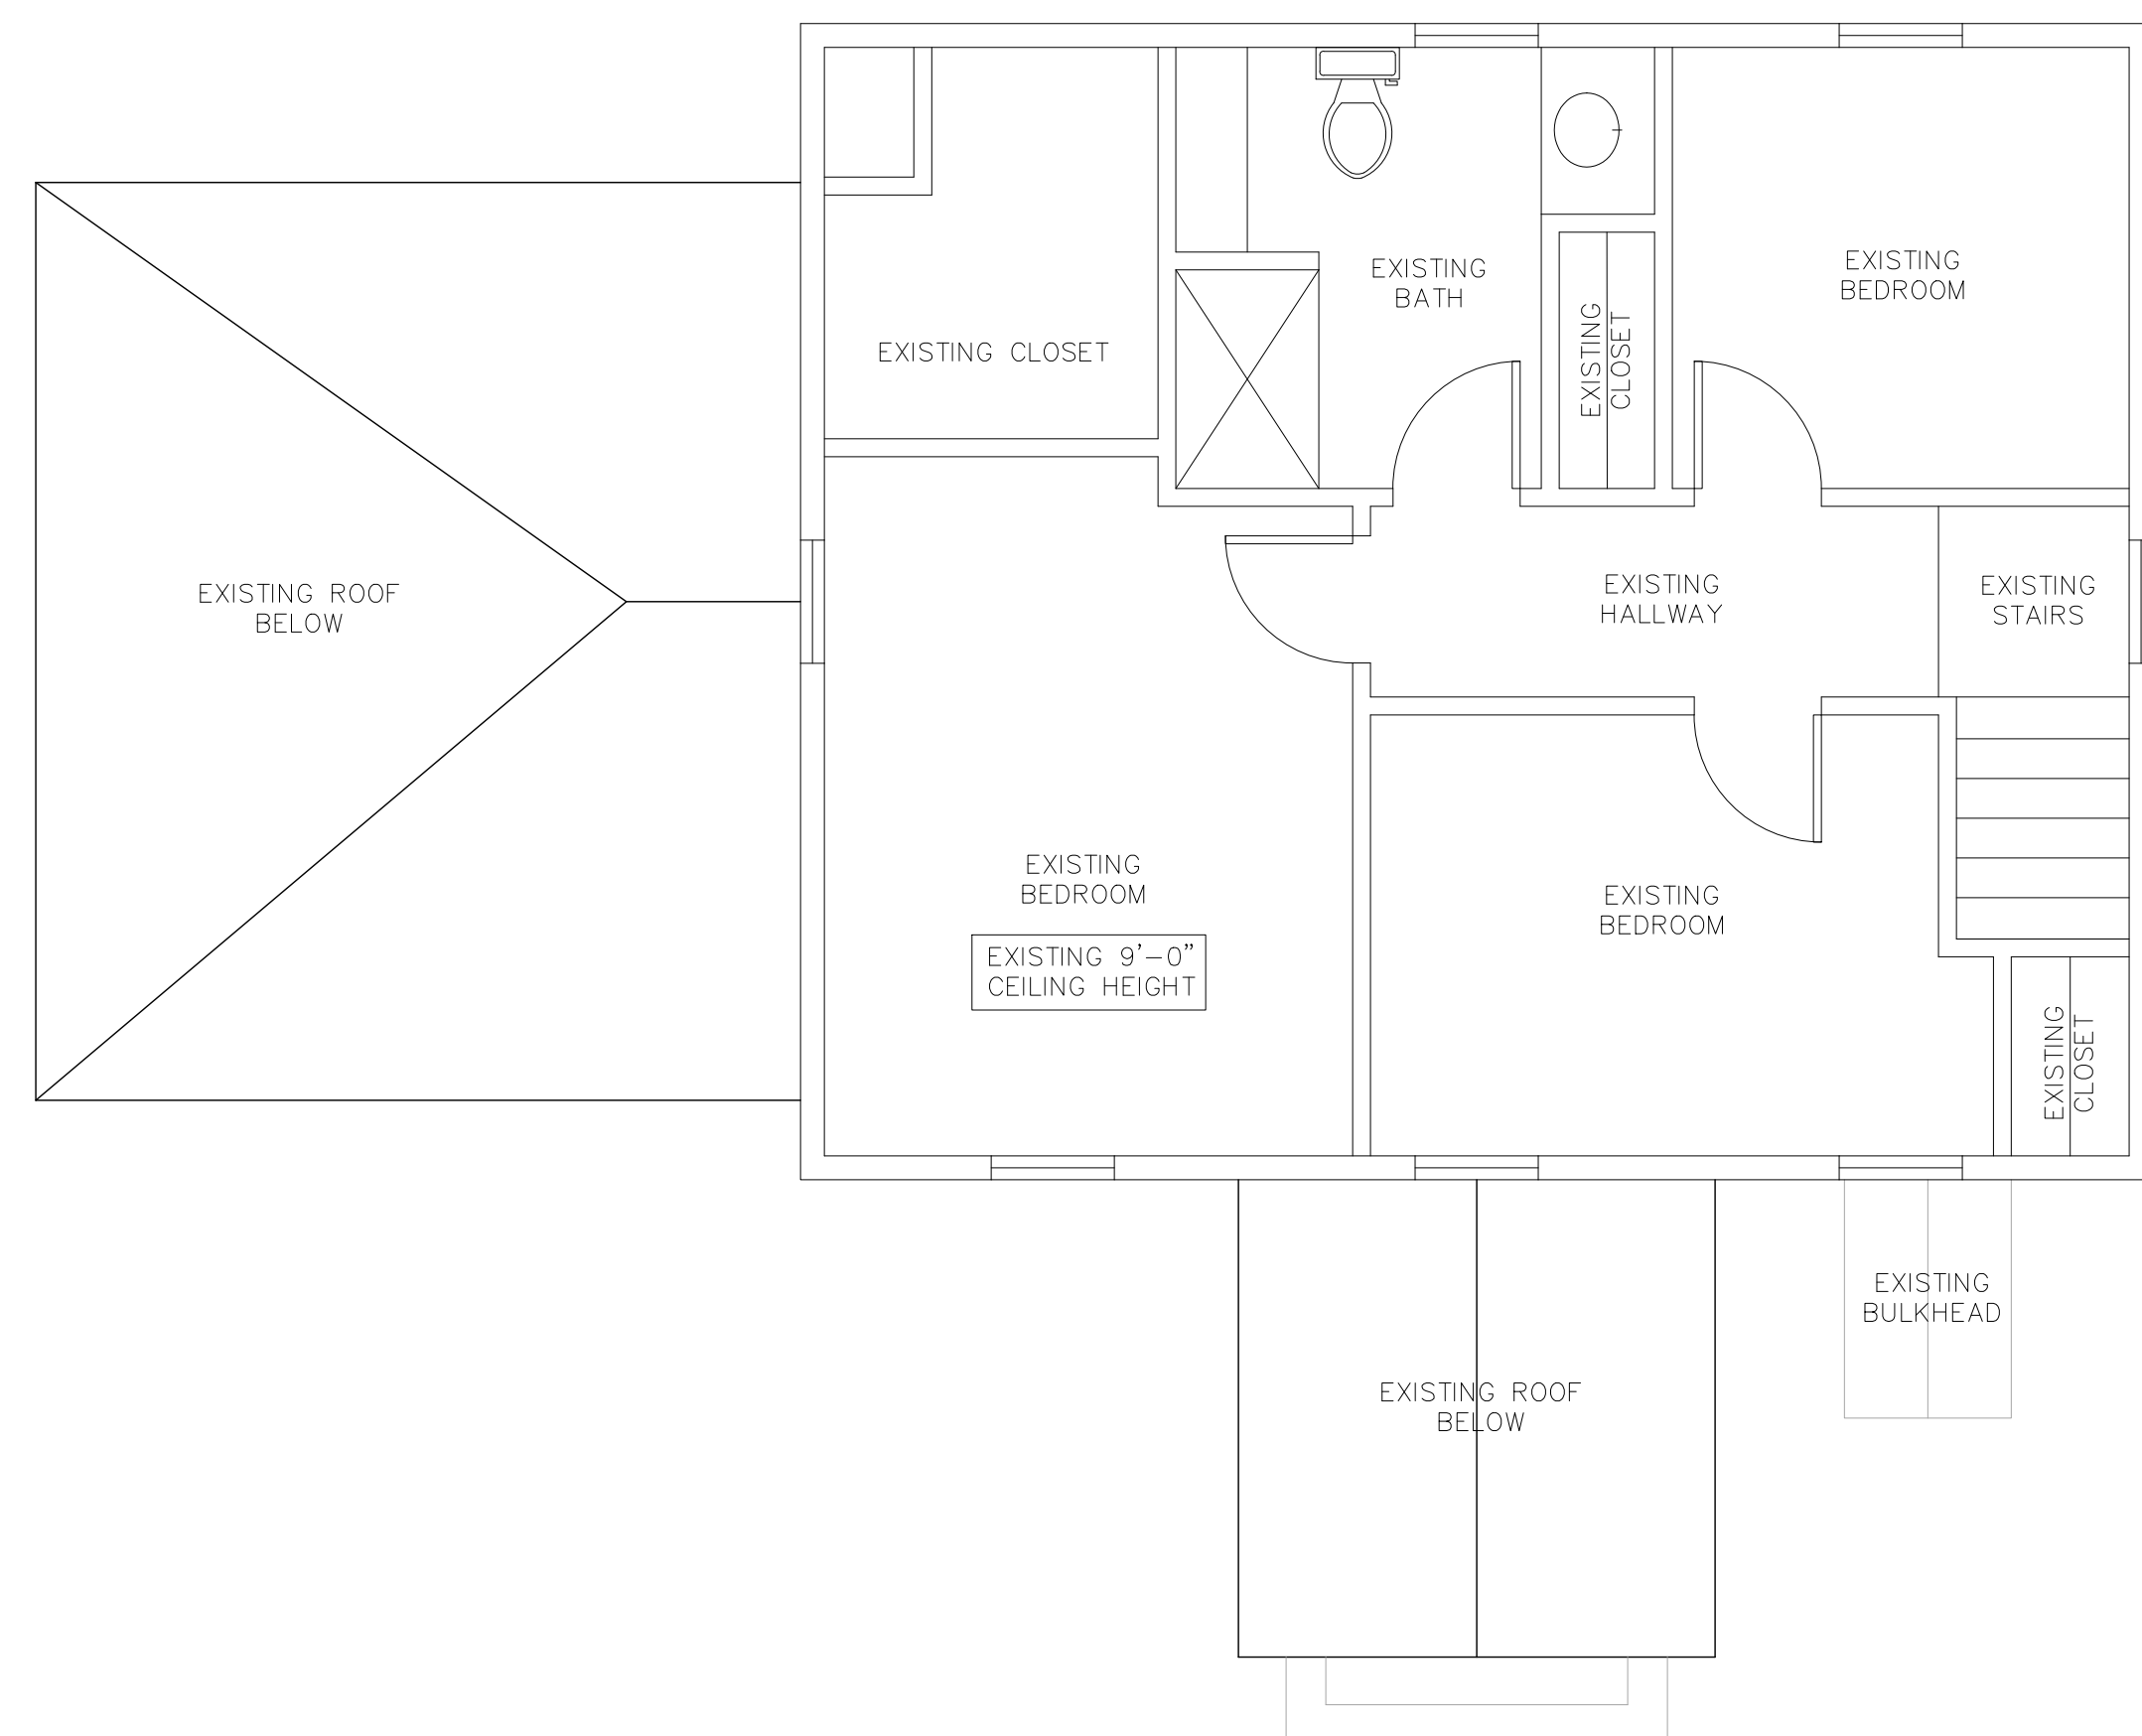 EXISTING
BATH
EXISTING
BEDROOM
EXISTING CLOSET
EXISTING
CLOSET
EXISTING ROOF
BELOW
EXISTING
HALLWAY
EXISTING
STAIRS
EXISTING
BEDROOM
EXISTING 9'-0"
CEILING HEIGHT
EXISTING
BEDROOM
EXISTING
CLOSET
EXISTING
BULKHEAD
EXISTING ROOF
BELOW